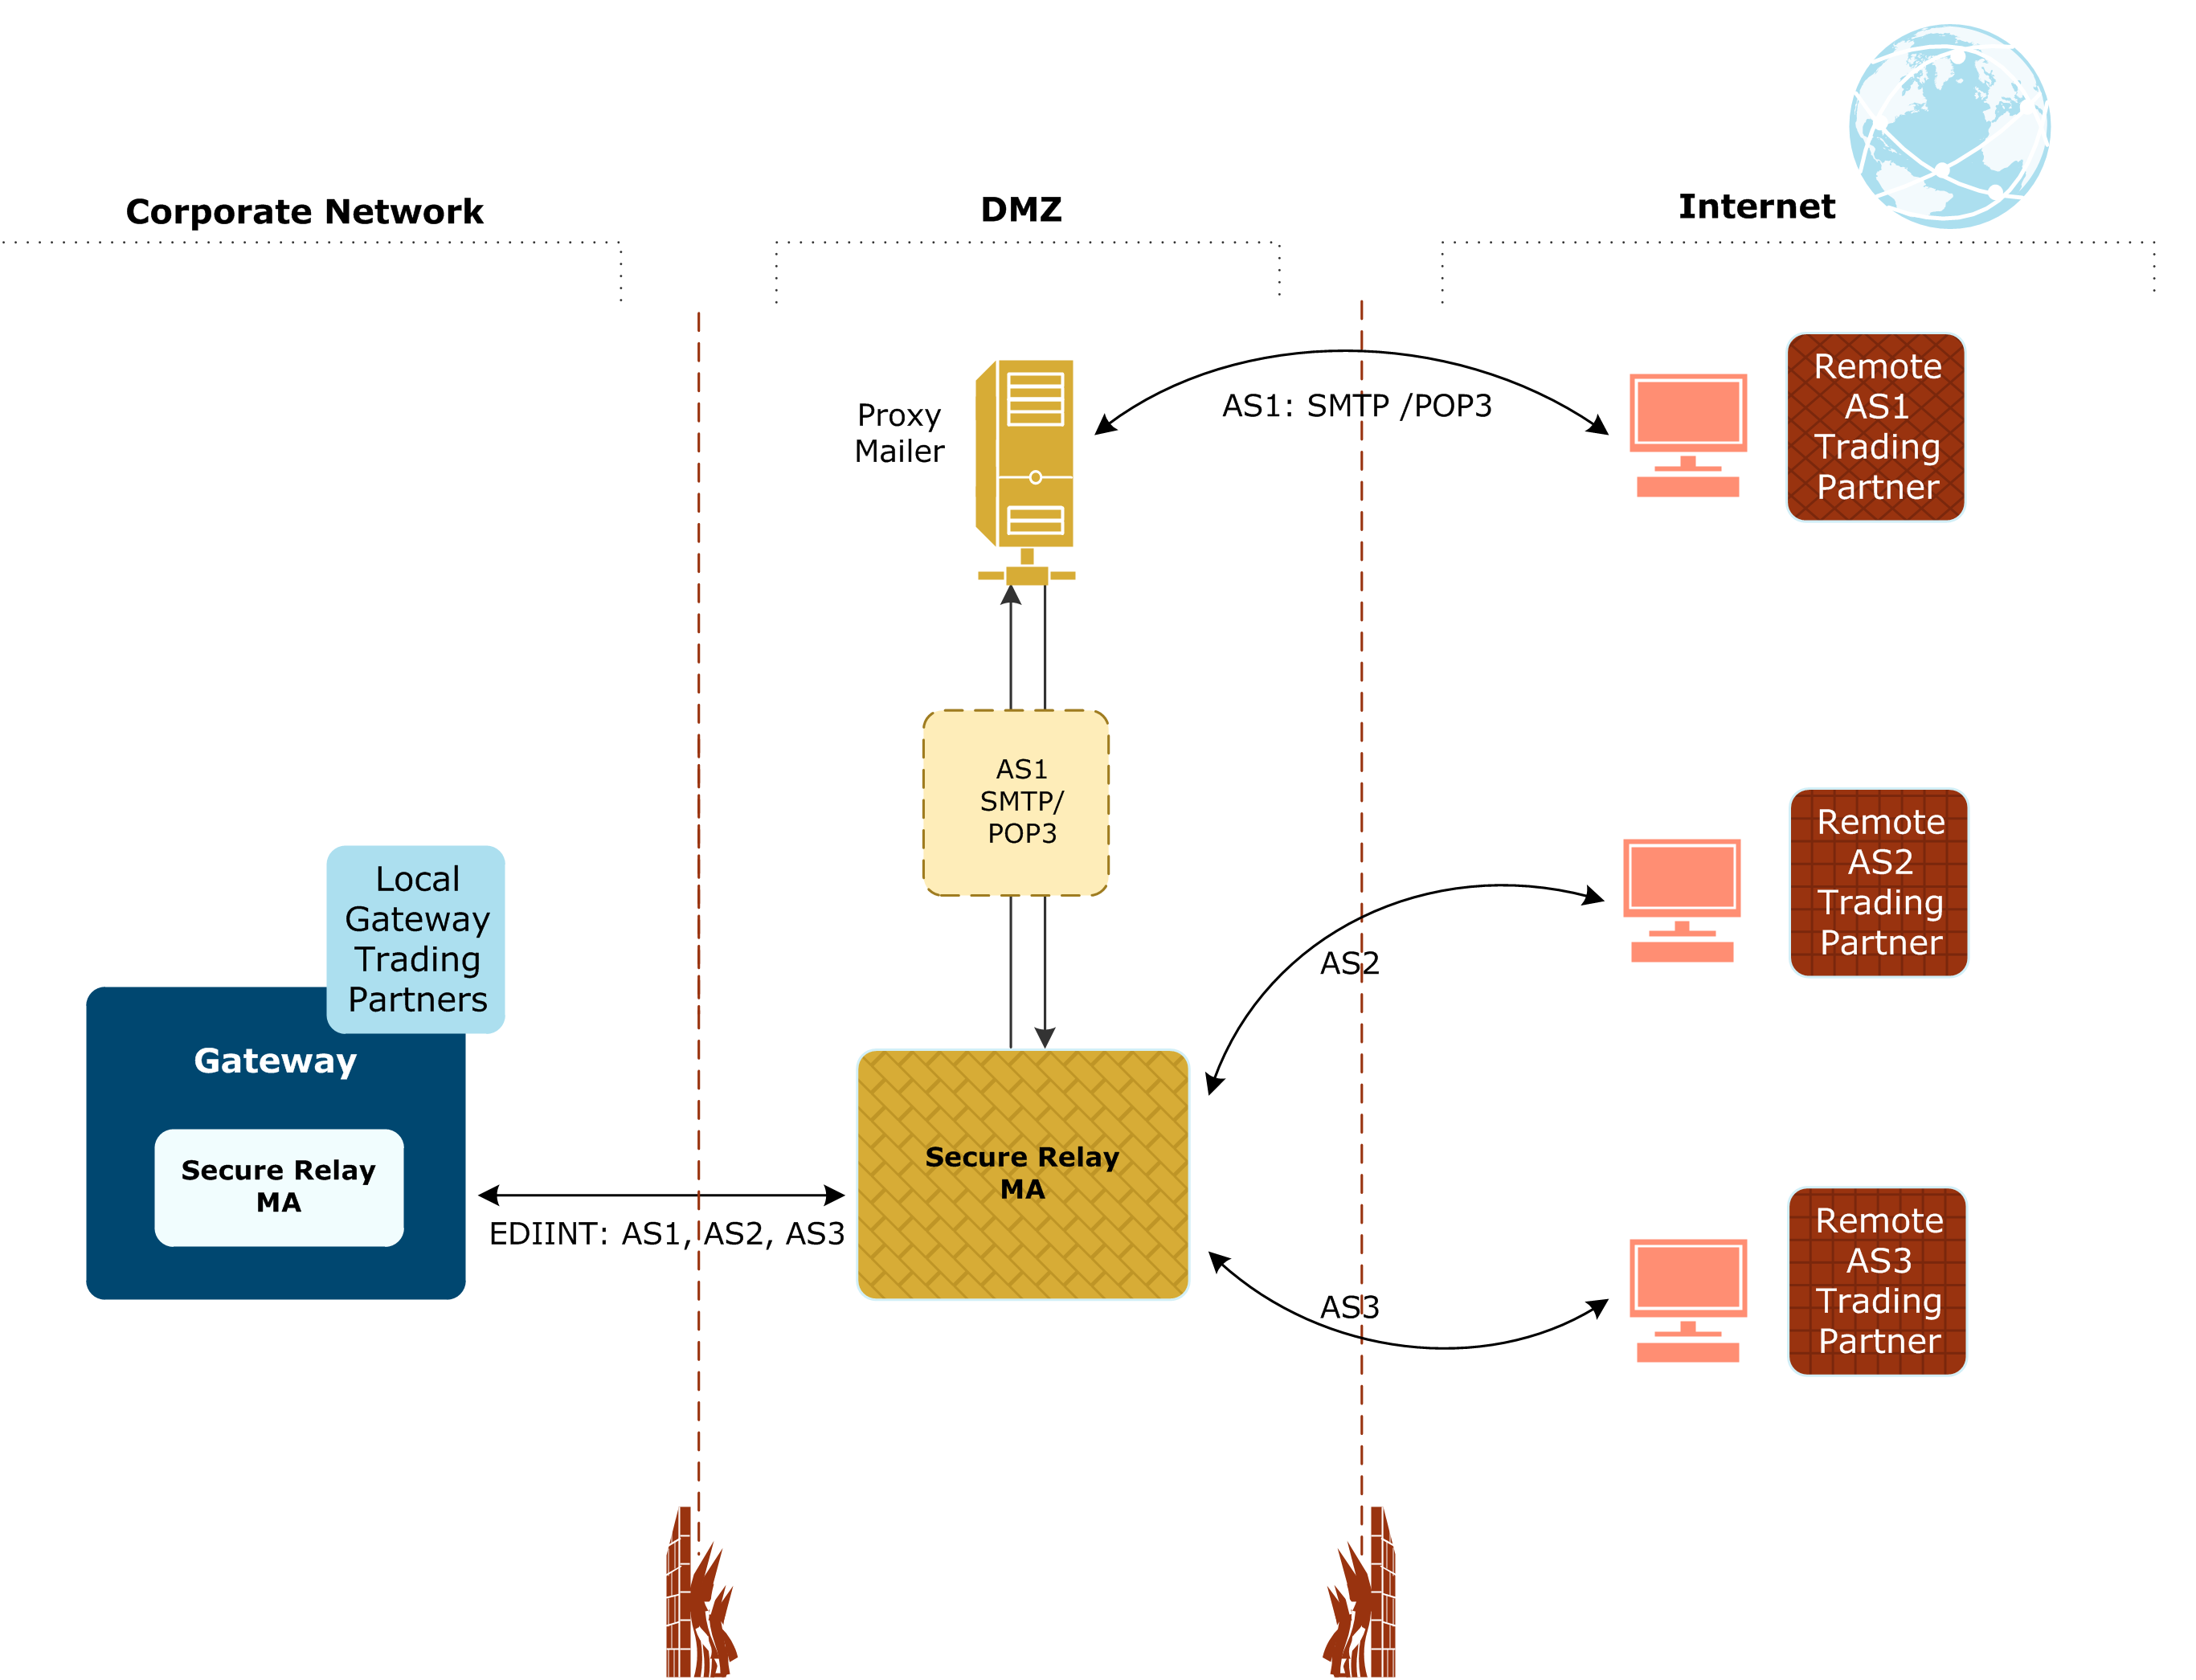 Corporate Network
DMZ
Internet
Proxy
Mailer
AS1: SMTP /POP3
Remote
AS1
Trading
Partner
AS1
SMTP/
POP3
Remote
AS2
Trading
Partner
AS2
Local
Gateway
Trading
Partners
Gateway
Secure Relay
MA
EDIINT: AS1, AS2, AS3
Secure Relay
MA
AS3
Remote
AS3
Trading
Partner